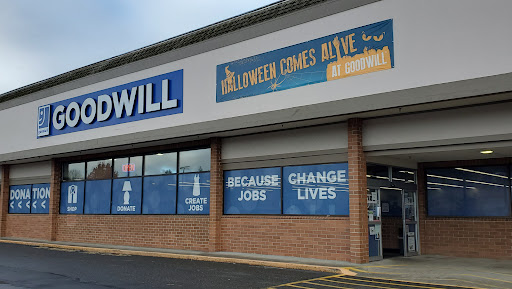 GOODWILL
HALLOWEEN COMES ALIVE
AT GOODWILL
DONATION
SHOP
DONATE
CREATE
JOBS
BECAUSE
JOBS
CHANGE
LIVES